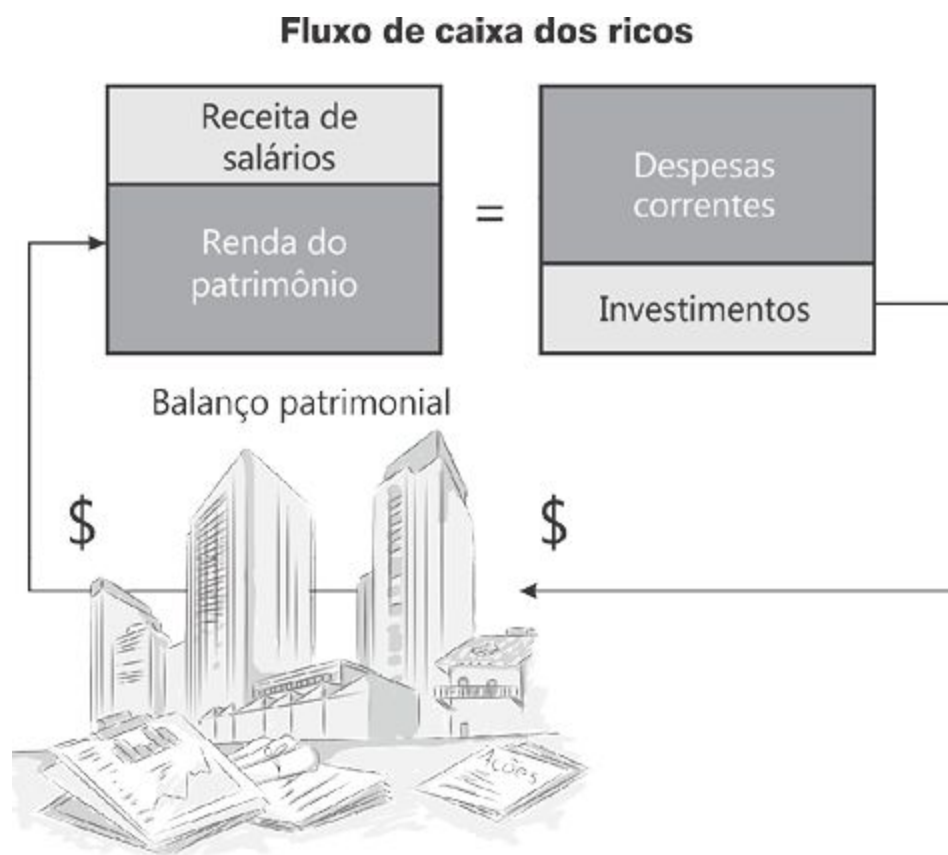 Fluxo de caixa dos ricos
Receita de
salários
Renda do
patrimônio
=
Despesas
correntes
Investimentos
Balanço patrimonial
$
$
AÇÕES